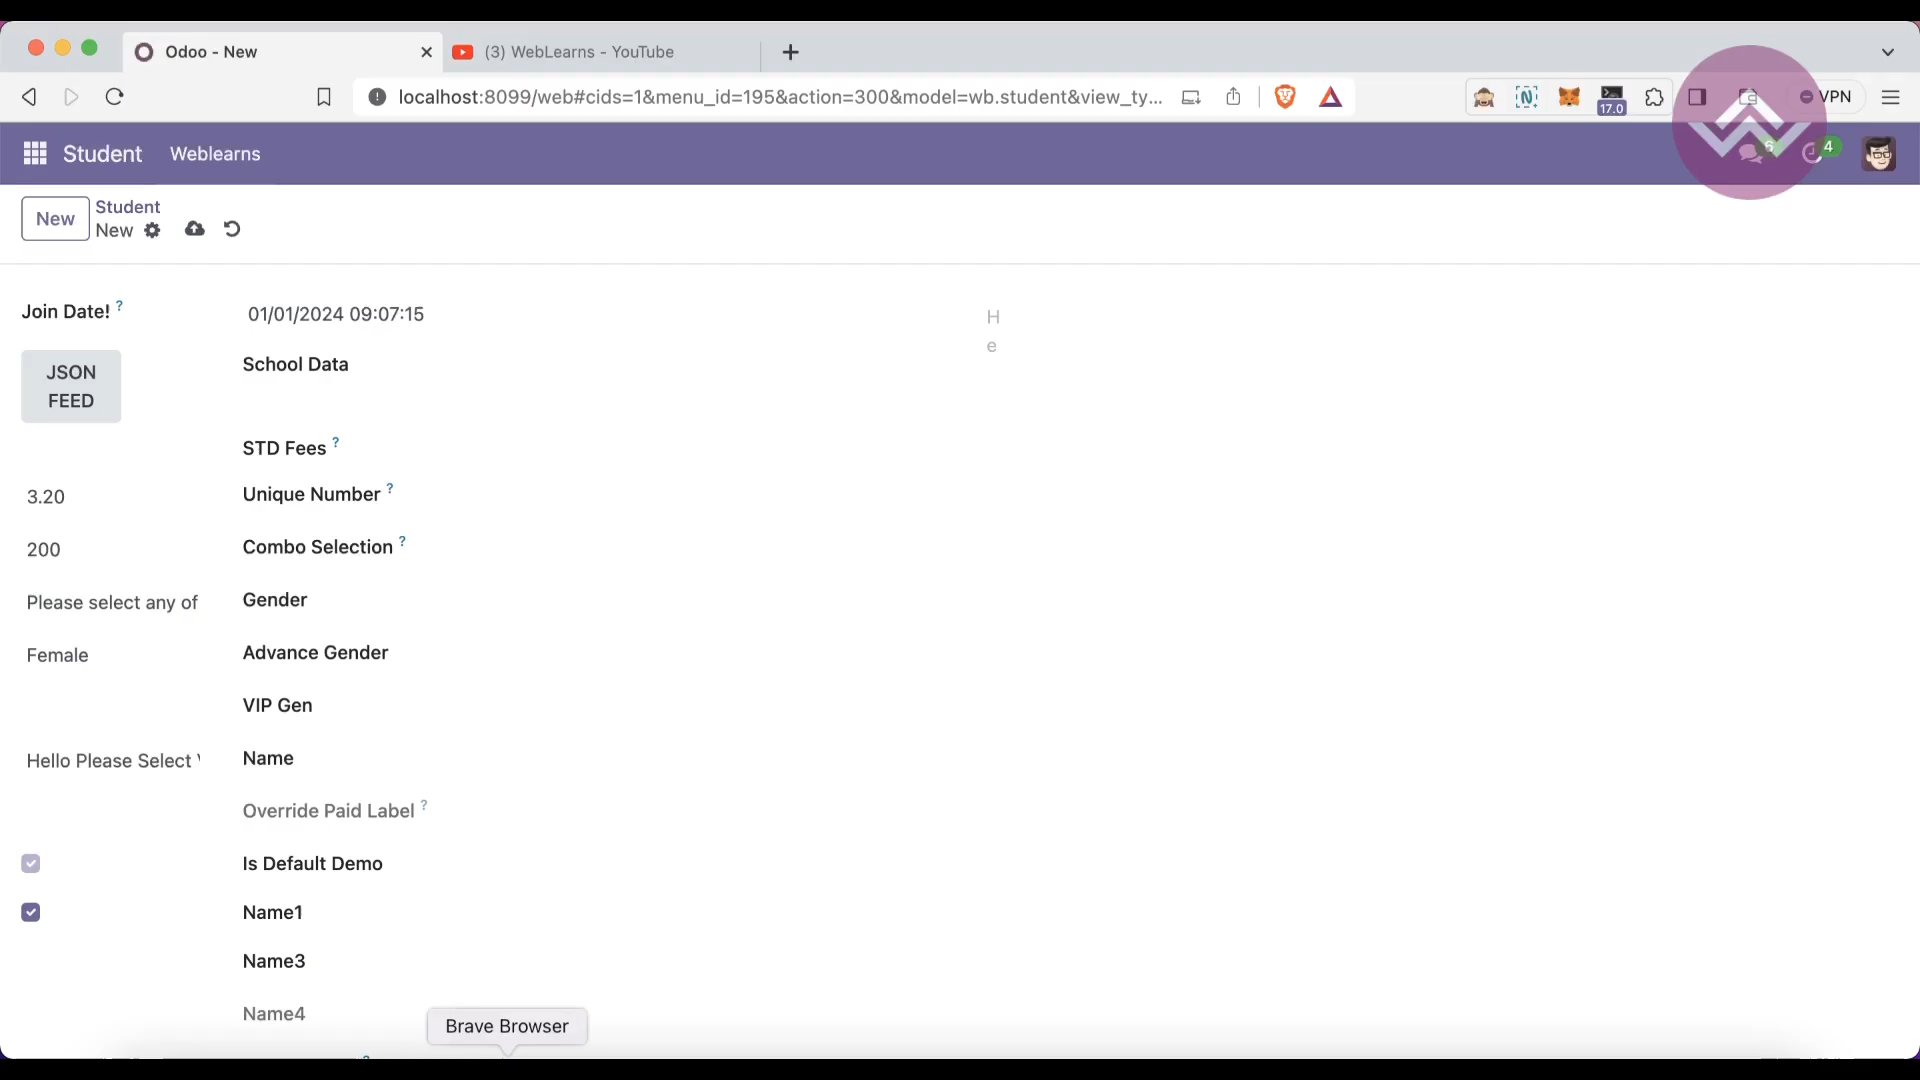 Odoo - New
(3) WebLearns - YouTube
localhost:8099/web#cids=1&menu_id=195&action=300&model=wb.student&view_ty...
17.0
VPN
Student
Weblearns
6
4
New
Student
New
Join Date! ?
01/01/2024 09:07:15
H
e
JSON
FEED
School Data
STD Fees ?
3.20
Unique Number ?
200
Combo Selection ?
Please select any of
Gender
Female
Advance Gender
VIP Gen
Hello Please Select
Name
Override Paid Label ?
Is Default Demo
Name1
Name3
Name4
Brave Browser